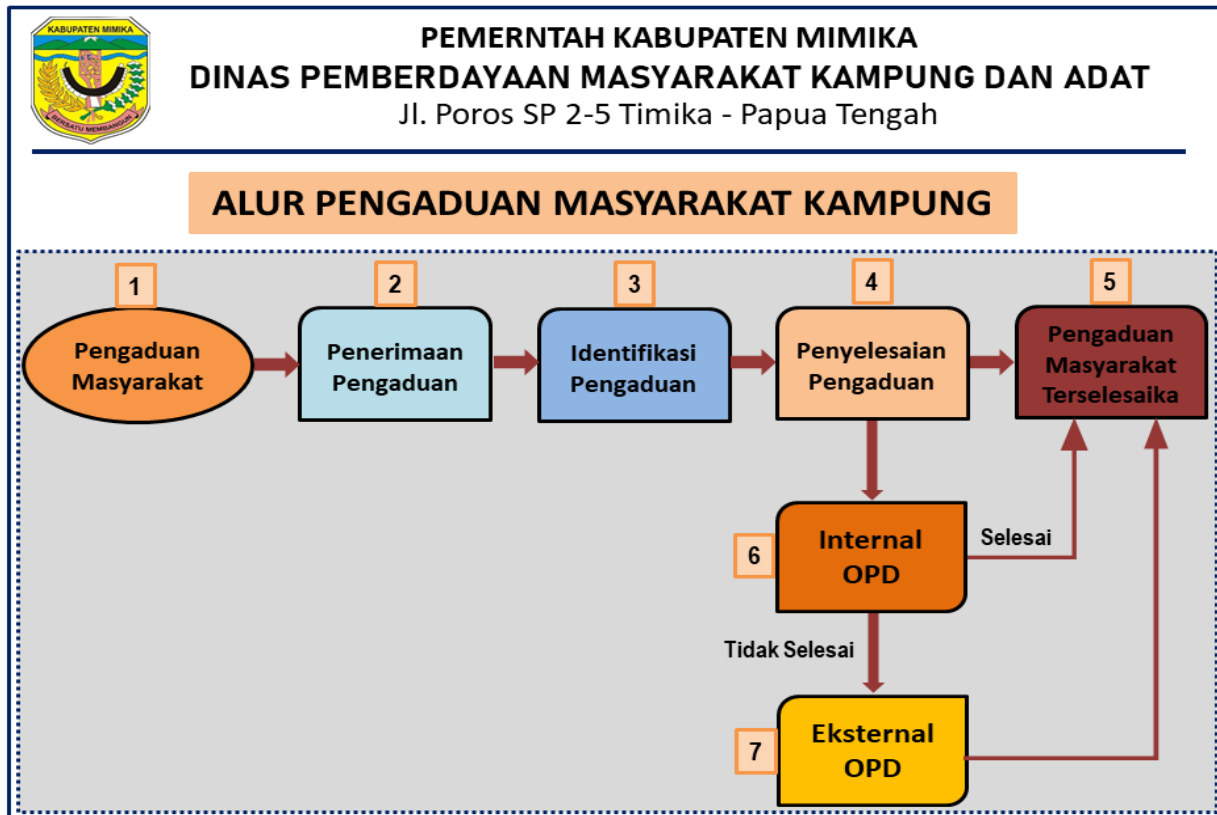 KABUPATEN MIMIKA
BERSATU MEMBANGUN
PEMERNTAH KABUPATEN MIMIKA
DINAS PEMBERDAYAAN MASYARAKAT KAMPUNG DAN ADAT
Jl. Poros SP 2-5 Timika - Papua Tengah
ALUR PENGADUAN MASYARAKAT KAMPUNG
1
Pengaduan
Masyarakat
2
Penerimaan
Pengaduan
3
Identifikasi
Pengaduan
4
Penyelesaian
Pengaduan
5
Pengaduan
Masyarakat
Terselesaika
6
Internal
OPD
Selesai
Tidak Selesai
7
Eksternal
OPD